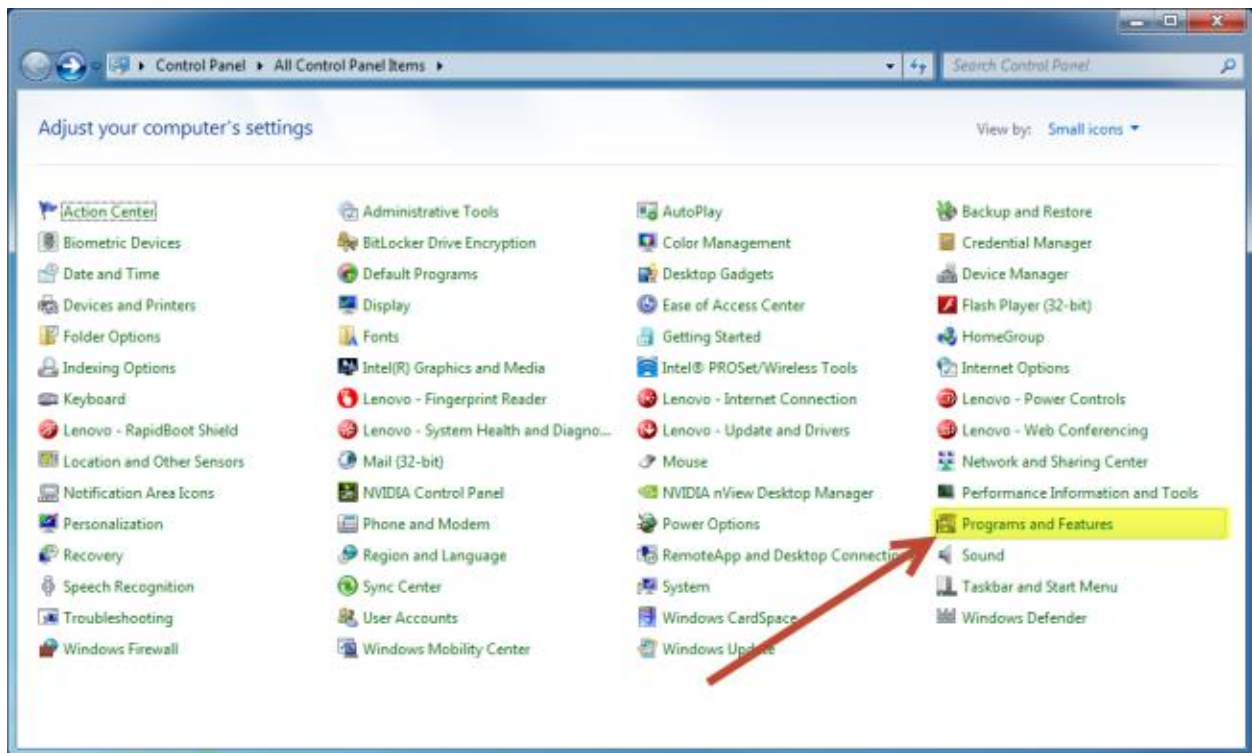 Control Panel ▸ All Control Panel Items ▸ Search Control Panel
Adjust your computer's settings View by: Small icons
Action Center Administrative Tools AutoPlay Backup and Restore
Biometric Devices BitLocker Drive Encryption Color Management Credential Manager
Date and Time Default Programs Desktop Gadgets Device Manager
Devices and Printers Display Ease of Access Center Flash Player (32-bit)
Folder Options Fonts Getting Started HomeGroup
Indexing Options Intel(R) Graphics and Media Intel® PROSet/Wireless Tools Internet Options
Keyboard Lenovo - Fingerprint Reader Lenovo - Internet Connection Lenovo - Power Controls
Lenovo - RapidBoot Shield Lenovo - System Health and Diagno... Lenovo - Update and Drivers Lenovo - Web Conferencing
Location and Other Sensors Mail (32-bit) Mouse Network and Sharing Center
Notification Area Icons NVIDIA Control Panel NVIDIA nView Desktop Manager Performance Information and Tools
Personalization Phone and Modem Power Options Programs and Features
Recovery Region and Language RemoteApp and Desktop Connectio Sound
Speech Recognition Sync Center System Taskbar and Start Menu
Troubleshooting User Accounts Windows CardSpace Windows Defender
Windows Firewall Windows Mobility Center Windows Update